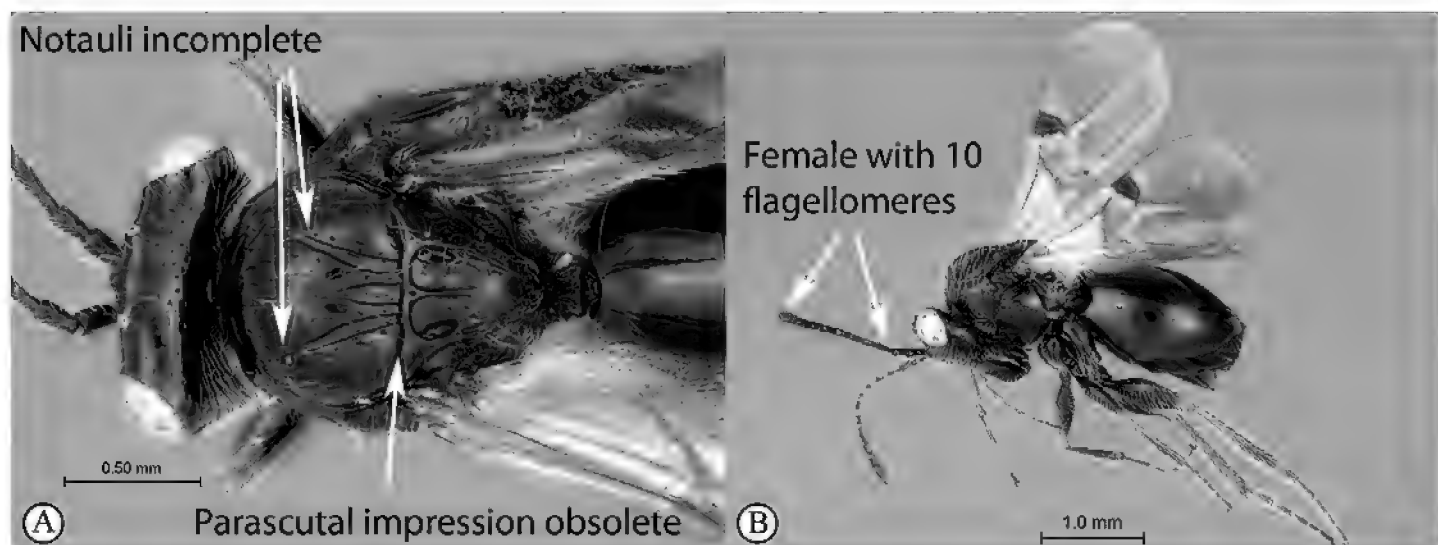 Notauli incomplete
Female with 10
flagellomeres
0.50 mm
A
Parascutal impression obsolete
B
1.0 mm